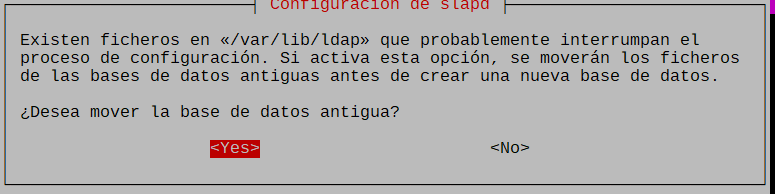 Configuración de slapd
Existen ficheros en «/var/lib/ldap» que probablemente interrumpan el
proceso de configuración. Si activa esta opción, se moverán los ficheros
de las bases de datos antiguas antes de crear una nueva base de datos.
¿Desea mover la base de datos antigua?
<Yes> <No>